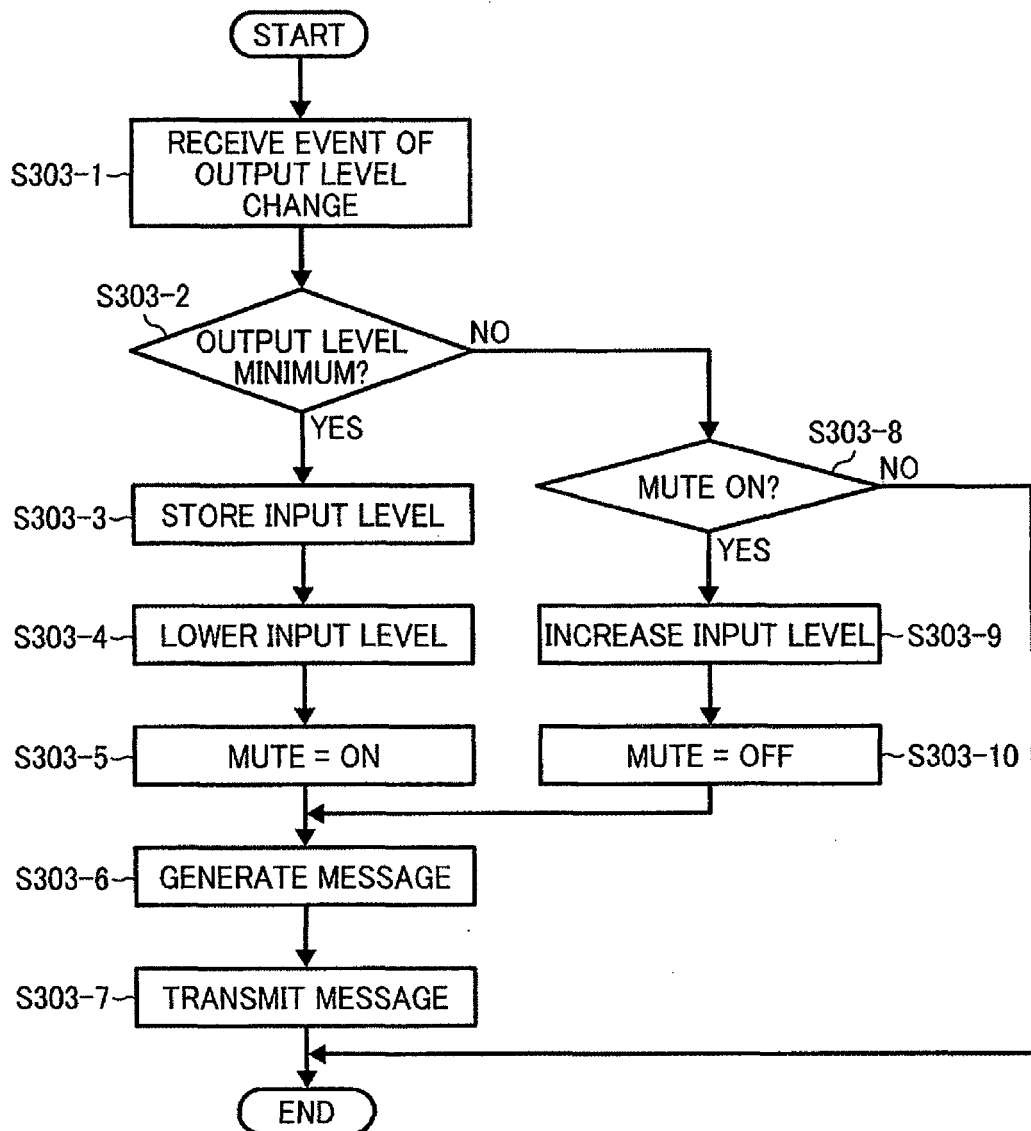 START
S303-1
RECEIVE EVENT OF
OUTPUT LEVEL
CHANGE
S303-2
OUTPUT LEVEL
MINIMUM?
NO
YES
S303-8
MUTE ON?
NO
YES
S303-3
STORE INPUT LEVEL
S303-4
LOWER INPUT LEVEL
INCREASE INPUT LEVEL
S303-9
S303-5
MUTE = ON
MUTE = OFF
S303-10
S303-6
GENERATE MESSAGE
S303-7
TRANSMIT MESSAGE
END